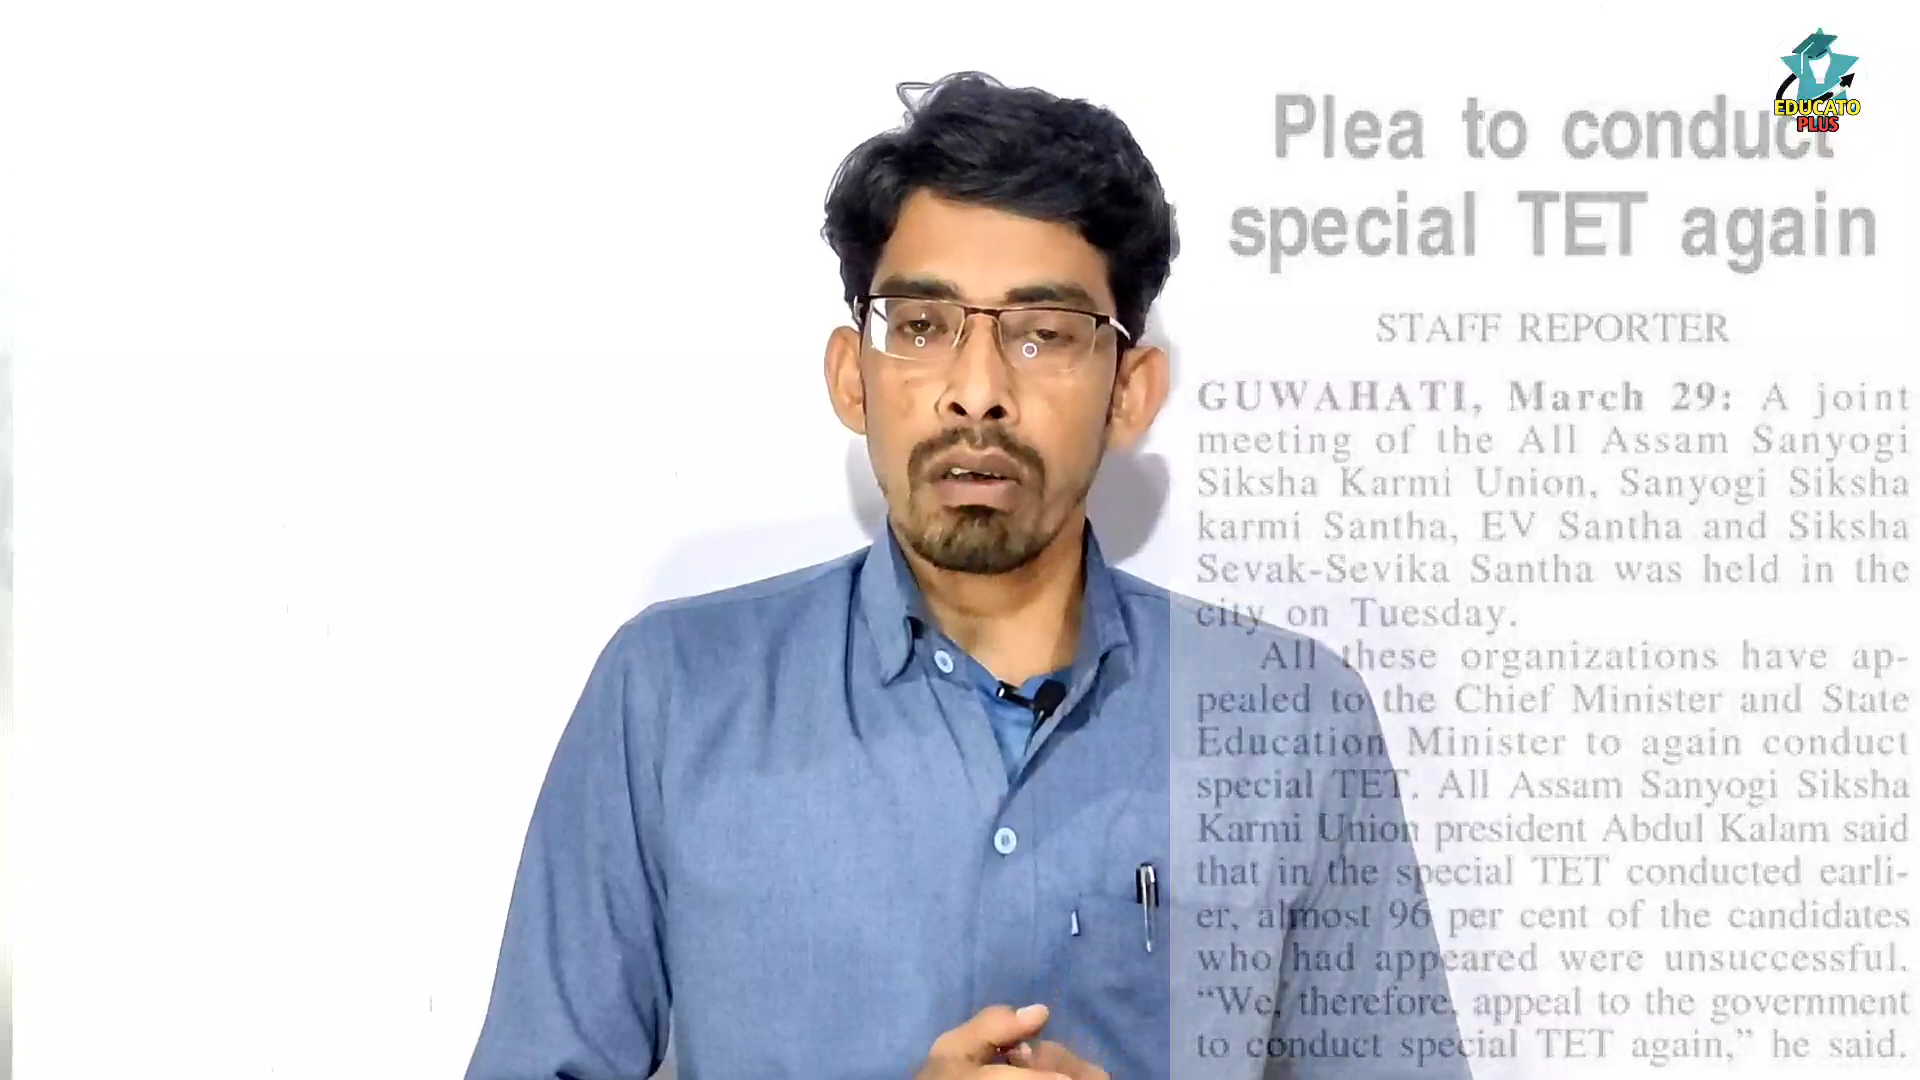 EDUCATO
PLUS
Plea to conduct
special TET again
STAFF REPORTER
GUWAHATI, March 29: A joint
meeting of the All Assam Sanyogi
Siksha Karmi Union, Sanyogi Siksha
karmi Santha, EV Santha and Siksha
Sevak-Sevika Santha was held in the
city on Tuesday.
All these organizations have ap-
pealed to the Chief Minister and State
Education Minister to again conduct
special TET. All Assam Sanyogi Siksha
Karmi Union president Abdul Kalam said
that in the special TET conducted earli-
er, almost 96 per cent of the candidates
who had appeared were unsuccessful.
“We, therefore, appeal to the government
to conduct special TET again,” he said.